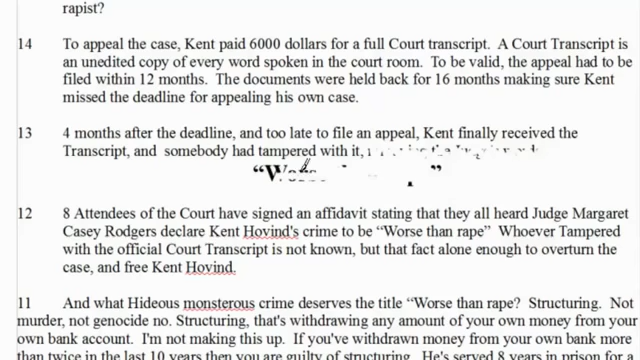 rapist?
14 To appeal the case, Kent paid 6000 dollars for a full Court transcript. A Court Transcript is
an unedited copy of every word spoken in the court room. To be valid, the appeal had to be
filed within 12 months. The documents were held back for 16 months making sure Kent
missed the deadline for appealing his own case.
13 4 months after the deadline, and too late to file an appeal, Kent finally received the
Transcript, and somebody had tampered with it,
12 8 Attendees of the Court have signed an affidavit stating that they all heard Judge Margaret
Casey Rodgers declare Kent Hovind's crime to be “Worse than rape” Whoever Tampered
with the official Court Transcript is not known, but that fact alone enough to overturn the
case, and free Kent Hovind.
11 And what Hideous monsterous crime deserves the title “Worse than rape? Structuring. Not
murder, not genocide no. Structuring, that's withdrawing any amount of your own money from your
own bank account. I'm not making this up. If you've withdrawn money from your own bank more
than twice in the last 10 years then you are guilty of structuring. He's served 8 years in prison for a